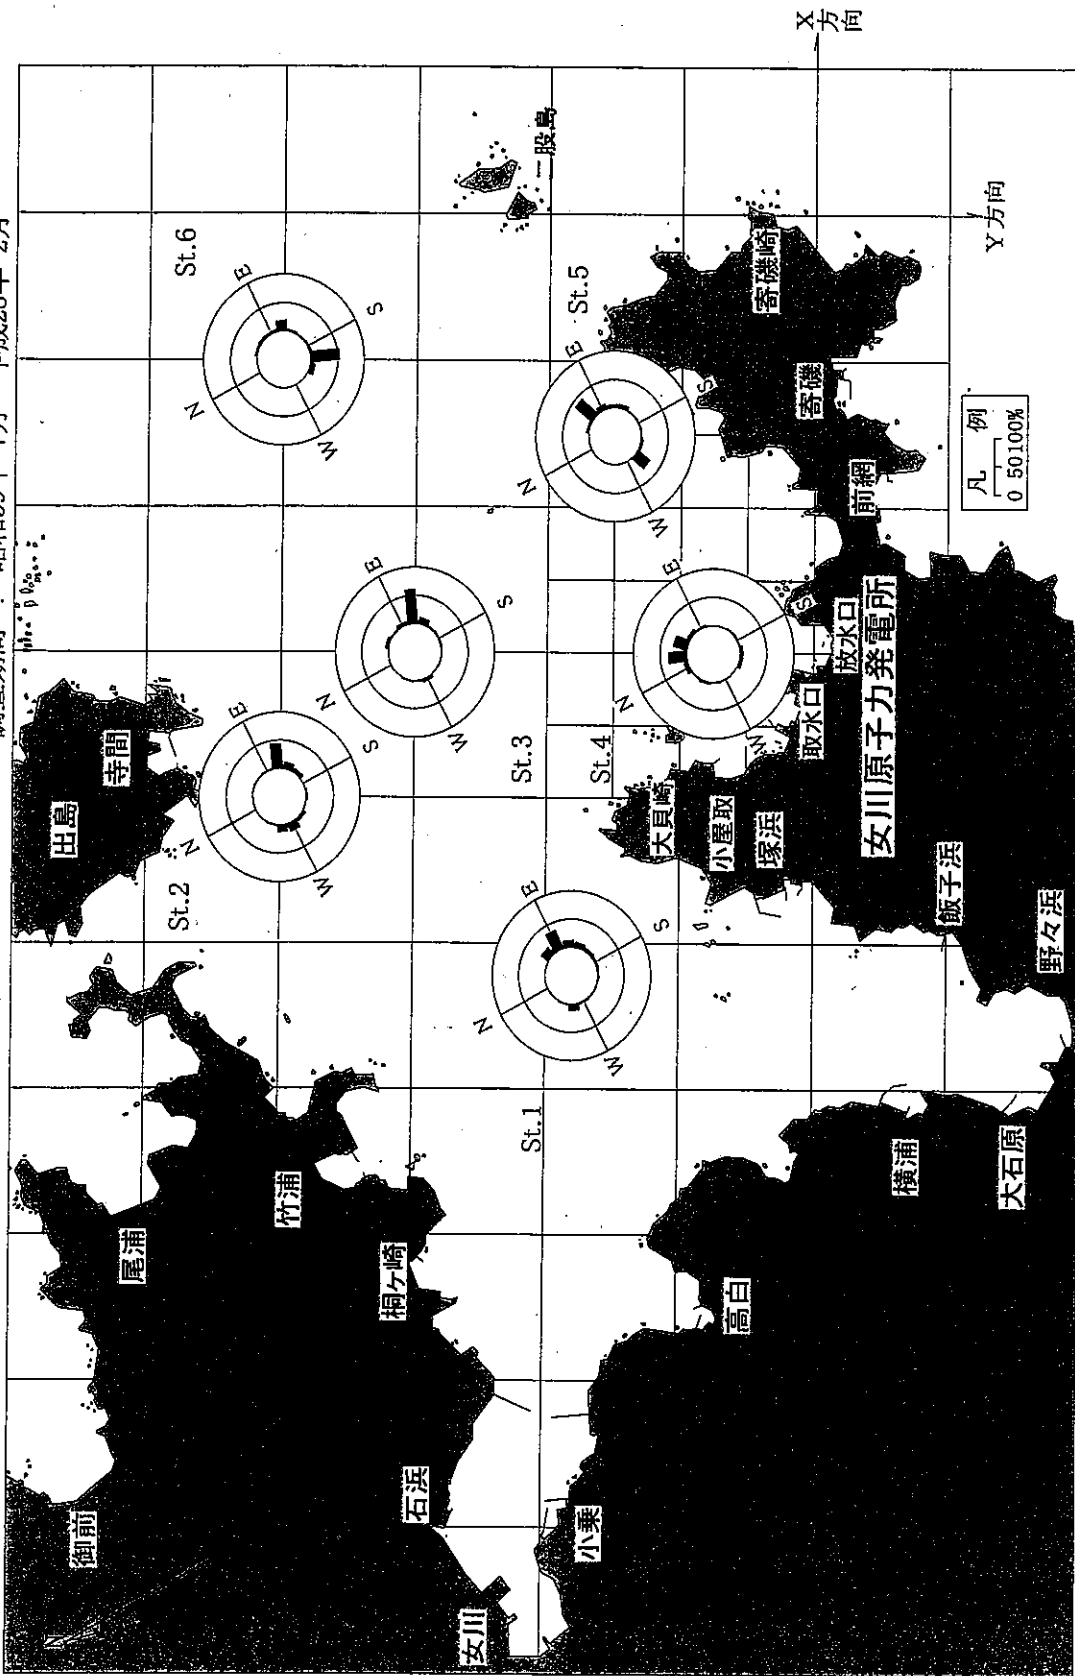 X方向
Y方向
St.6
N
E
S
W
二股島
St.5
N
E
S
W
寄磯崎
寄磯
前網
凡 例
0 50100%
N
E
S
W
St.3
St.4
N
E
S
W
放水口
取水口
女川原子力発電所
出島
寺間
St.2
N
E
S
W
大貝崎
小屋取
塚浜
飯子浜
野々浜
N
E
S
W
St.1
尾浦
竹浦
桐ヶ崎
高白
横浦
大石原
御前
石浜
小乗
女川